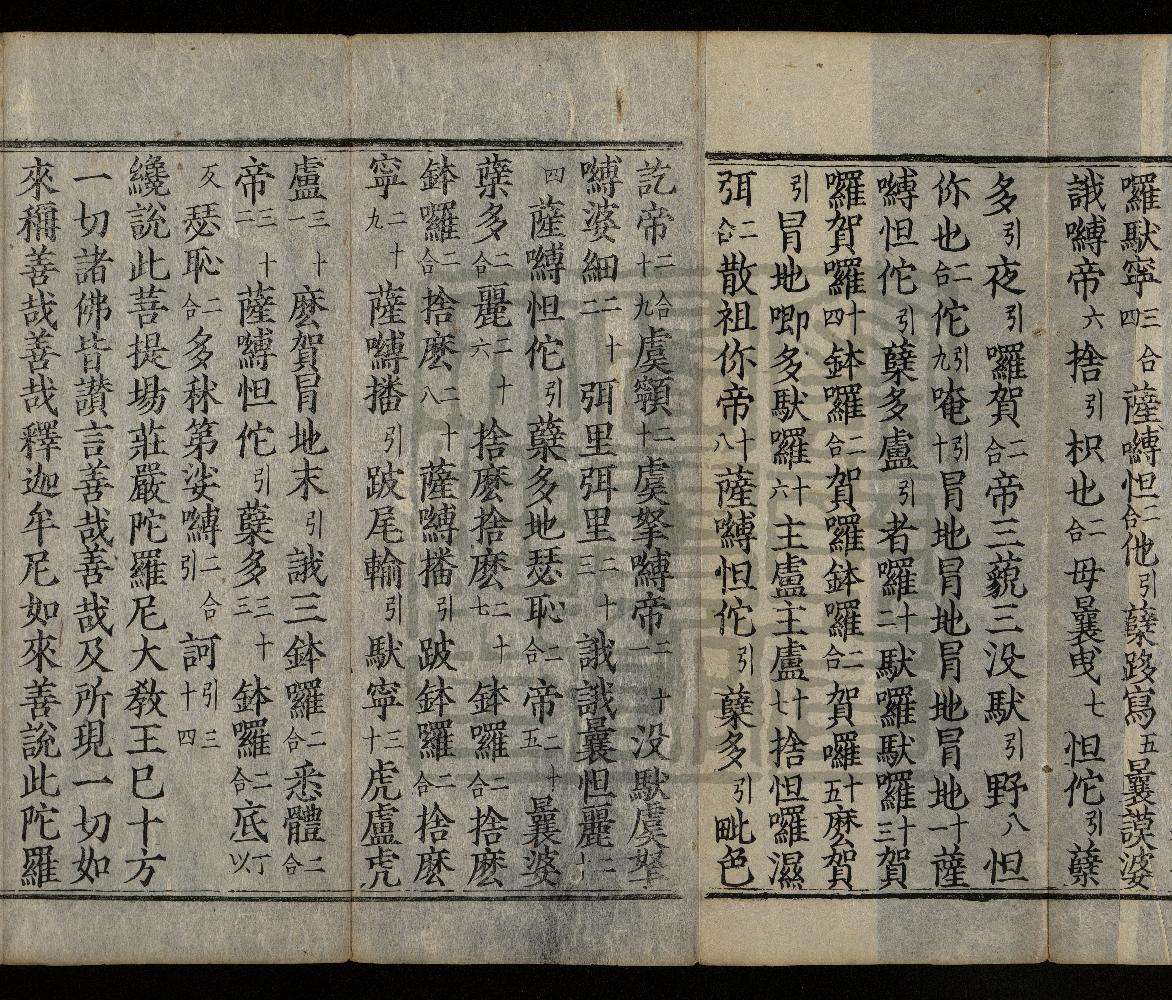 囉馱寧三合四薩嚩怛二合他引蘖跢寫五曩謨婆
誐嚩帝六捨引枳也二合母曩曳七怛佗引蘖
多引夜引囉賀二合帝三藐三没馱引野八怛
你也二合佗引九唵引十冐地冐地冐地冐地十一薩
嚩怛佗引蘖多盧引者囉十二馱囉馱囉十三賀
囉賀囉十四鉢囉二合賀囉鉢囉二合賀囉十五麽賀
引冐地唧多馱囉十六主盧主盧十七捨怛囉濕
弭二合散祖你帝十八薩嚩怛佗引蘖多引毗色
訖帝二合十九虞嚀二十虞拏嚩帝二十一没馱虞拏
嚩婆細二十二弭里弭里二十三誐誐曩怛麗二十
四薩嚩怛佗引蘖多地瑟恥二合帝二十五曩婆
蘖多二合麗二十六捨麽捨麽二十七鉢囉二合捨麽
鉢囉二合捨麽二十八薩嚩播引跛鉢囉二合捨麽
寧二十九薩嚩播引跛尾輸引馱寧三十虎盧虎
盧三十一麽賀冐地末引誐三鉢囉二合悉體二合
帝三十二薩嚩怛佗引蘖多三十三鉢囉二合底丁以
反瑟恥二合多秫第娑嚩二合引訶引三十四
纔說此菩提場莊嚴陀羅尼大教王已十方
一切諸佛皆讃言善哉善哉及所現一切如
來稱善哉善哉釋迦牟尼如來善說此陀羅